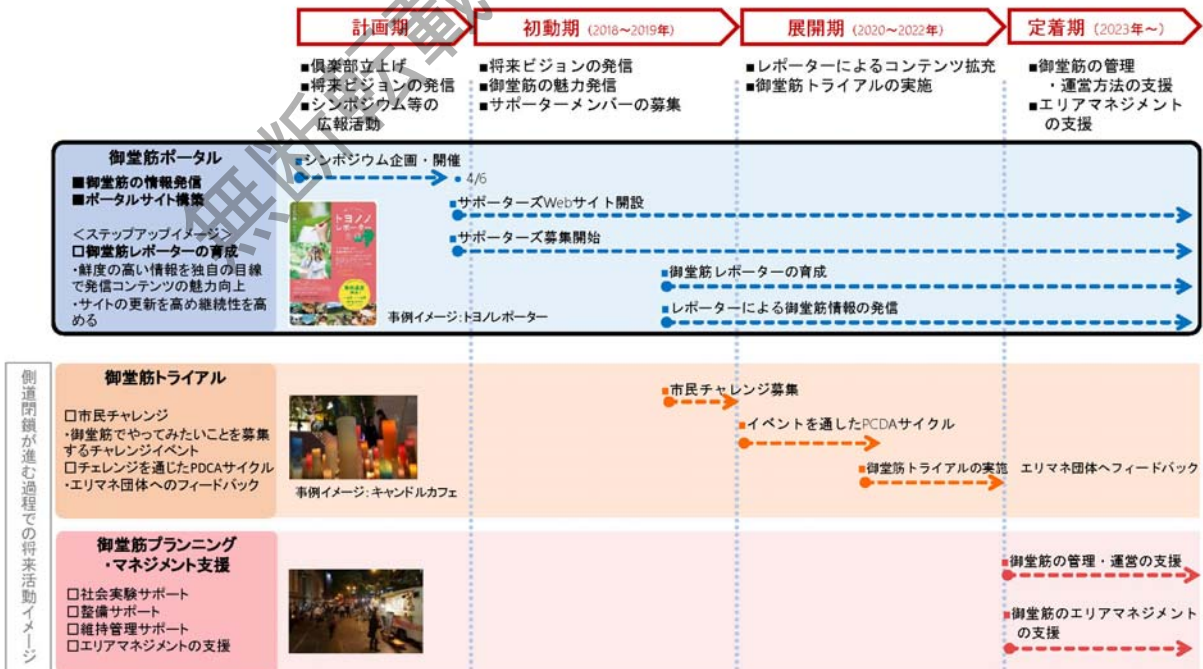 計画期
初動期 (2018～2019年)
展開期 (2020～2022年)
定着期 (2023年～)
■倶楽部立上げ
■将来ビジョンの発信
■シンポジウム等の
広報活動
■将来ビジョンの発信
■御堂筋の魅力発信
■サポーターメンバーの募集
■レポーターによるコンテンツ拡充
■御堂筋トライアルの実施
■御堂筋の管理
・運営方法の支援
■エリアマネジメント
の支援
無断転載
御堂筋ポータル
■御堂筋の情報発信
■ポータルサイト構築
＜ステップアップイメージ＞
□御堂筋レポーターの育成
・鮮度の高い情報を独自の目線
で発信コンテンツの魅力向上
・サイトの更新を高め継続性を高
める
トヨノノ
レポーター
事例イメージ:トヨノレポーター
■シンポジウム企画・開催
• 4/6
■サポーターズWebサイト開設
■サポーターズ募集開始
■御堂筋レポーターの育成
■レポーターによる御堂筋情報の発信
側道閉鎖が進む過程での将来活動イメージ
御堂筋トライアル
□市民チャレンジ
・御堂筋でやってみたいことを募集
するチャレンジイベント
□チェレンジを通じたPDCAサイクル
・エリマネ団体へのフィードバック
事例イメージ:キャンドルカフェ
■市民チャレンジ募集
■イベントを通したPCDAサイクル
■御堂筋トライアルの実施
エリマネ団体へフィードバック
御堂筋プランニング
・マネジメント支援
□社会実験サポート
□整備サポート
□維持管理サポート
□エリアマネジメントの支援
■御堂筋の管理・運営の支援
■御堂筋のエリアマネジメント
の支援